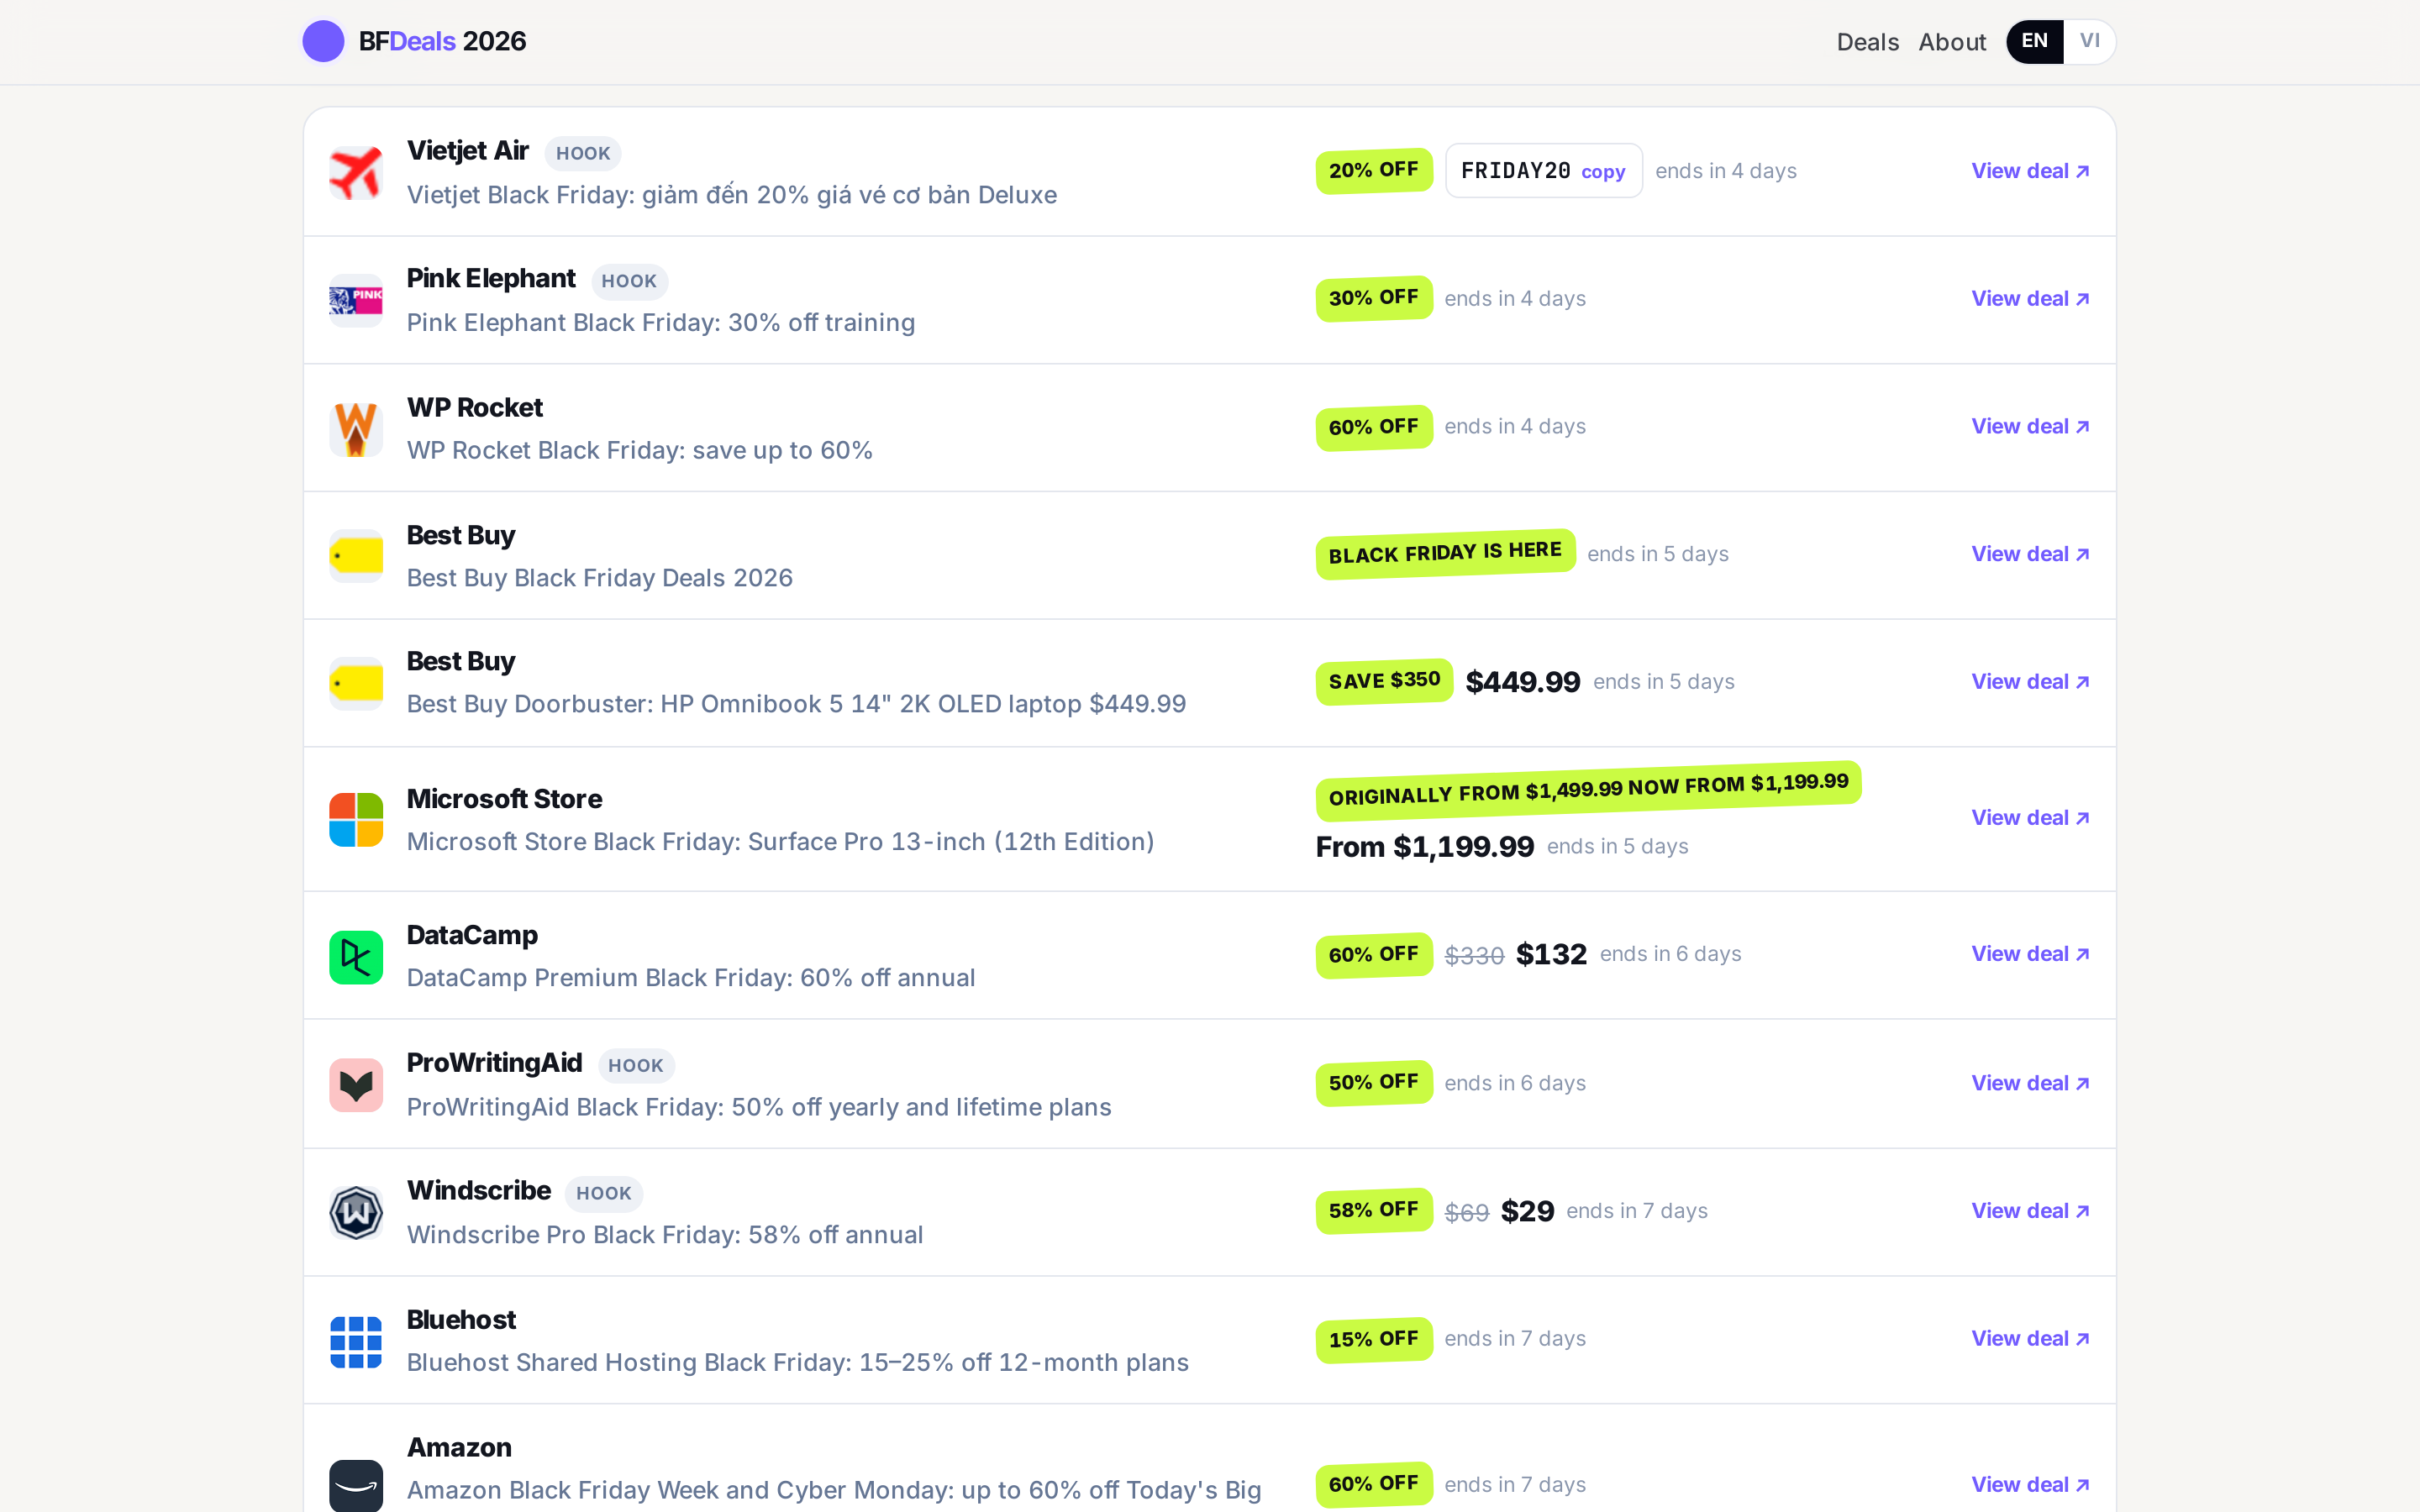 BFDeals 2026
Deals About EN VI
Vietjet Air HOOK
Vietjet Black Friday: giảm đến 20% giá vé cơ bản Deluxe
20% OFF FRIDAY20 copy ends in 4 days
View deal ↗
PINK
Pink Elephant HOOK
Pink Elephant Black Friday: 30% off training
30% OFF ends in 4 days
View deal ↗
WP Rocket
WP Rocket Black Friday: save up to 60%
60% OFF ends in 4 days
View deal ↗
Best Buy
Best Buy Black Friday Deals 2026
BLACK FRIDAY IS HERE ends in 5 days
View deal ↗
Best Buy
Best Buy Doorbuster: HP Omnibook 5 14" 2K OLED laptop $449.99
SAVE $350 $449.99 ends in 5 days
View deal ↗
Microsoft Store
Microsoft Store Black Friday: Surface Pro 13-inch (12th Edition)
ORIGINALLY FROM $1,499.99 NOW FROM $1,199.99
From $1,199.99 ends in 5 days
View deal ↗
DataCamp
DataCamp Premium Black Friday: 60% off annual
60% OFF $330 $132 ends in 6 days
View deal ↗
ProWritingAid HOOK
ProWritingAid Black Friday: 50% off yearly and lifetime plans
50% OFF ends in 6 days
View deal ↗
Windscribe HOOK
Windscribe Pro Black Friday: 58% off annual
58% OFF $69 $29 ends in 7 days
View deal ↗
Bluehost
Bluehost Shared Hosting Black Friday: 15–25% off 12-month plans
15% OFF ends in 7 days
View deal ↗
Amazon
Amazon Black Friday Week and Cyber Monday: up to 60% off Today's Big
60% OFF ends in 7 days
View deal ↗